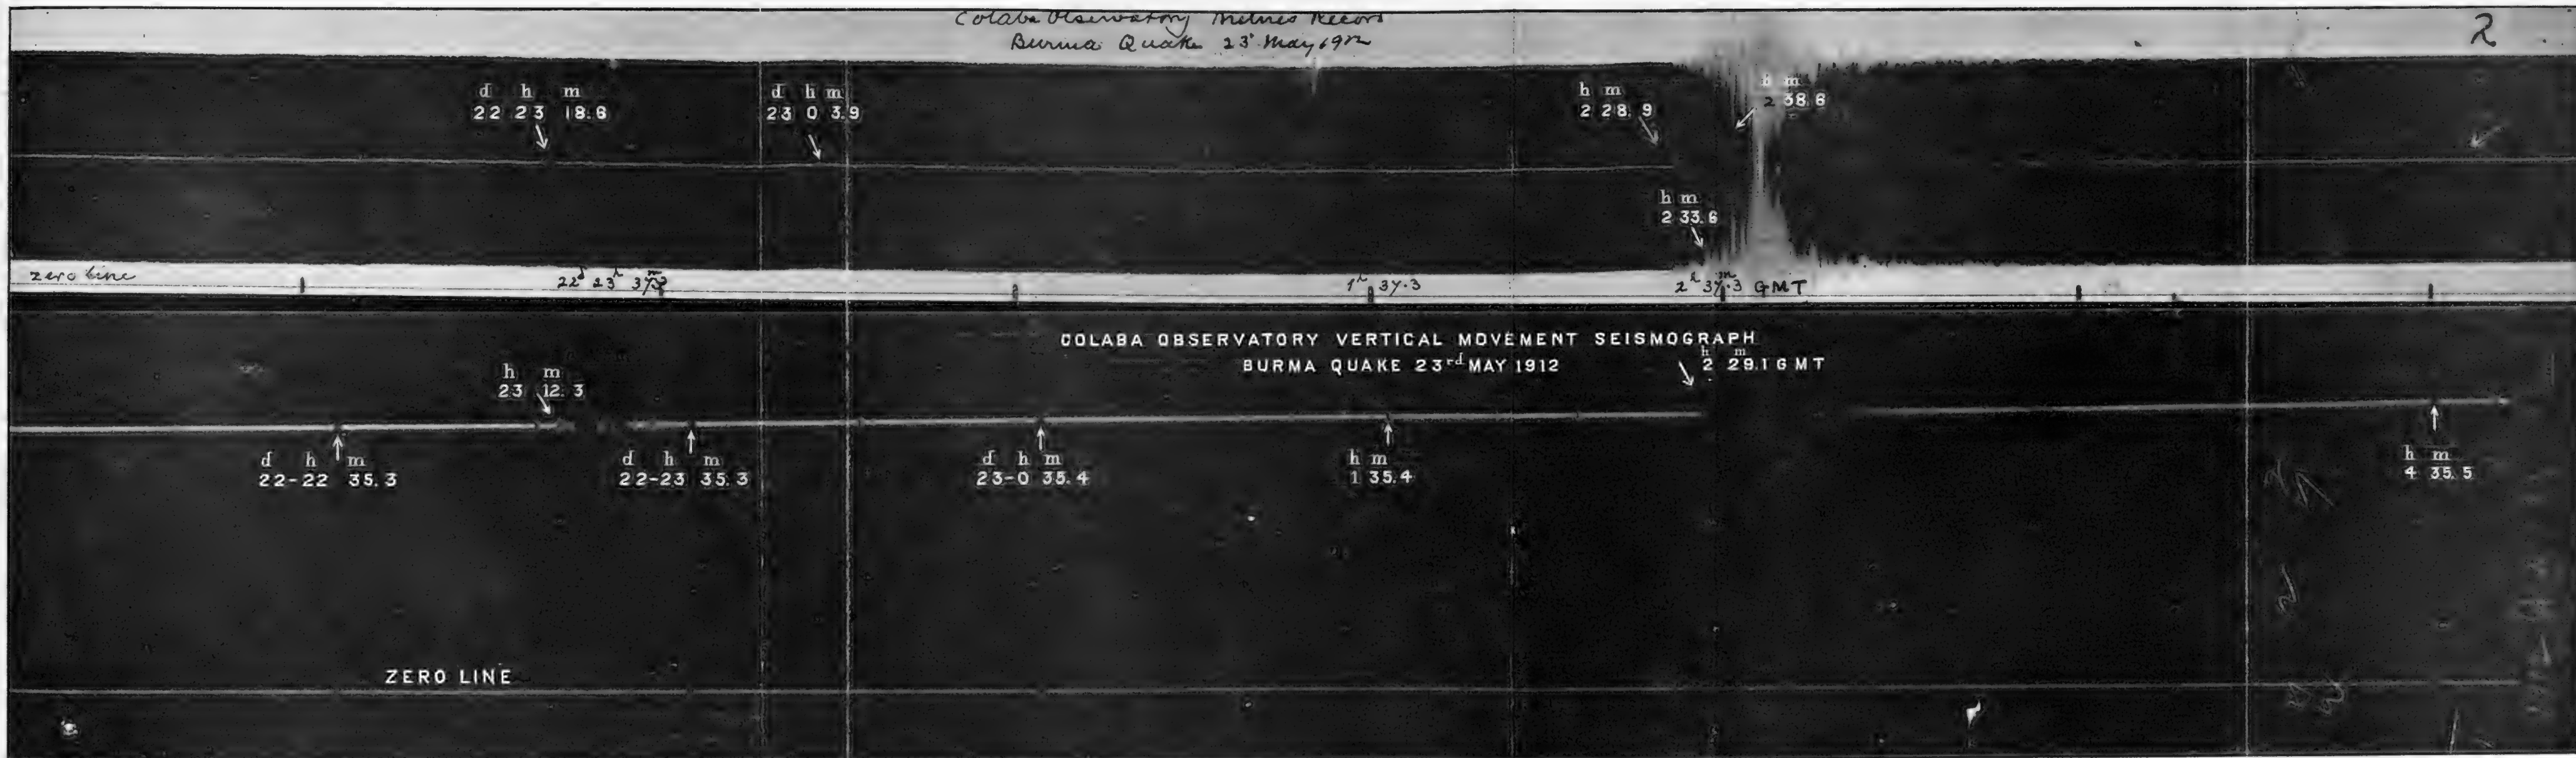 Colaba Observatory Milnes Record
Burma Quake 23 May 1912
2
d h m
22 23 18.6
d h m
23 0 3.9
h m
2 28.9
h m
2 38.6
h m
2 33.6
zero line
22d 23h 37m.3
1h 37.3
2h 37m.3 GMT
COLABA OBSERVATORY VERTICAL MOVEMENT SEISMOGRAPH
BURMA QUAKE 23rd MAY 1912
h m
2 29.1 GMT
h m
23 12.3
d h m
22-22 35.3
d h m
22-23 35.3
d h m
23-0 35.4
h m
1 35.4
h m
4 35.5
ZERO LINE